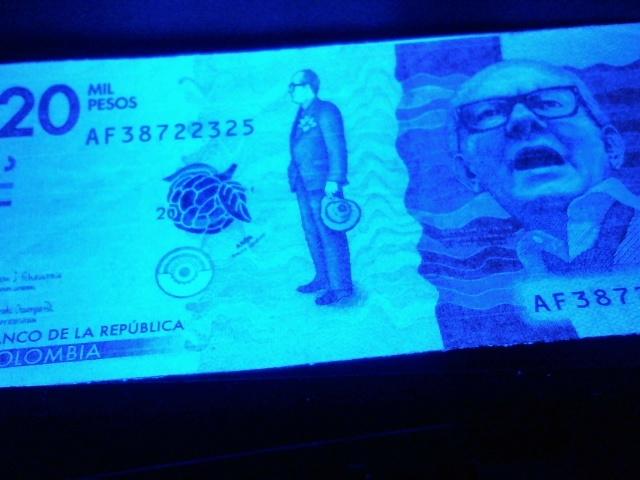 20 MIL
PESOS
AF38722325
20
BANCO DE LA REPÚBLICA
COLOMBIA
AF387